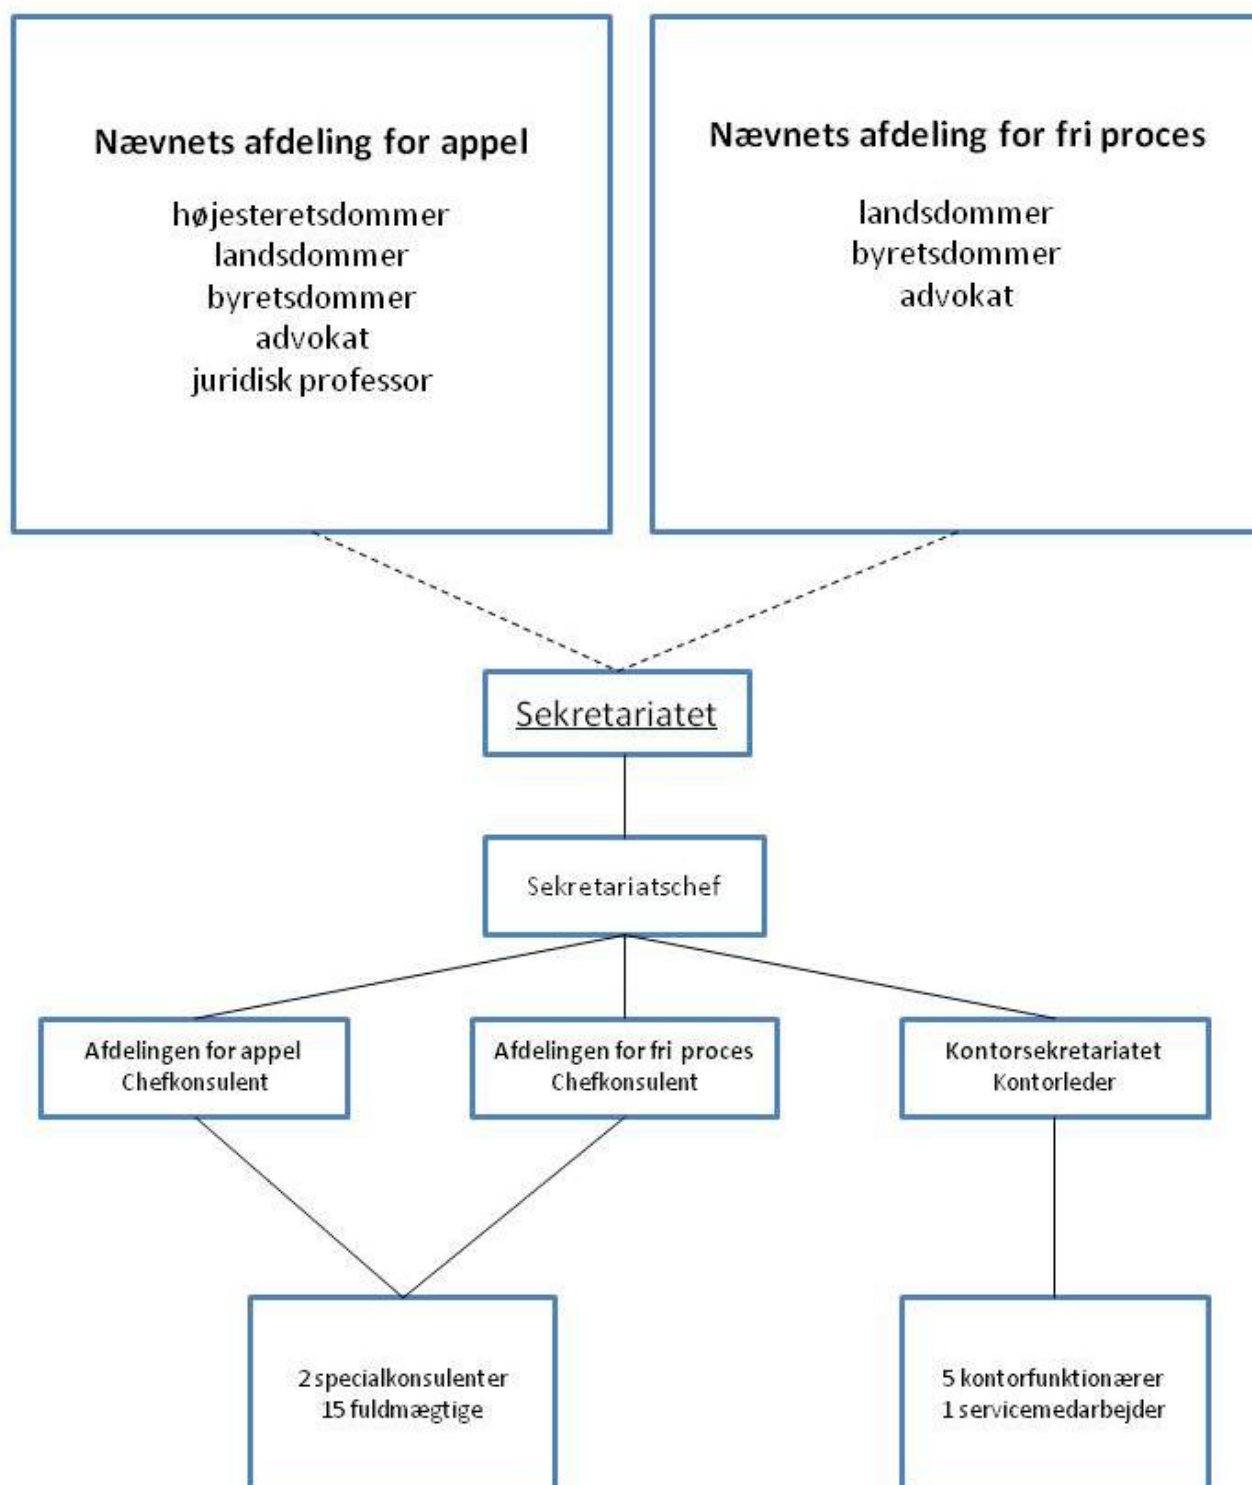 Nævnets afdeling for appel
højesteretsdommer
landsdommer
byretsdommer
advokat
juridisk professor
Nævnets afdeling for fri proces
landsdommer
byretsdommer
advokat
Sekretariatet
Sekretariatschef
Afdelingen for appel
Chefkonsulent
Afdelingen for fri proces
Chefkonsulent
Kontorsekretariatet
Kontorleder
2 specialkonsulenter
15 fuldmægtige
5 kontorfunktionærer
1 servicemedarbejder